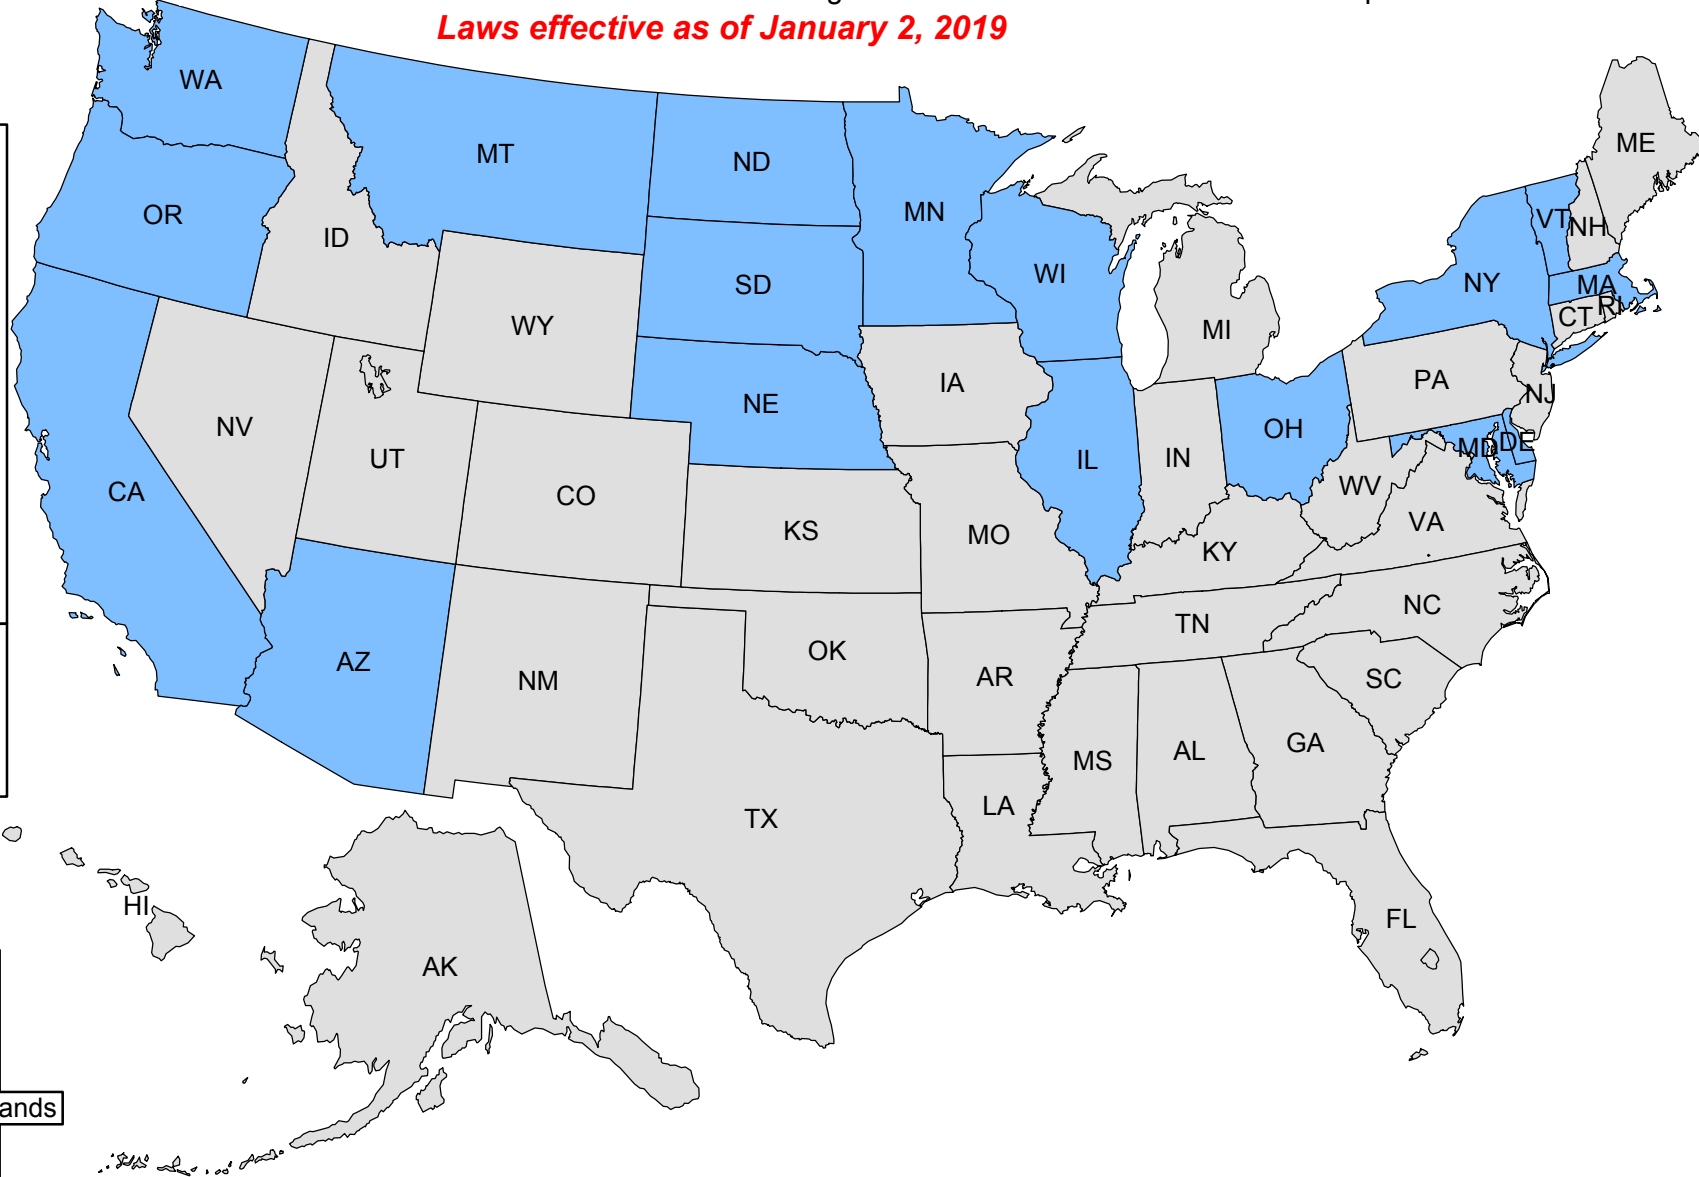 Laws effective as of January 2, 2019
WA
MT
ND
MN
ME
OR
ID
SD
WI
VT
NH
NY
MA
WY
MI
CT
RI
IA
PA
NE
NJ
NV
UT
OH
IL
IN
MD
DE
CA
CO
WV
KS
MO
VA
KY
NC
TN
AZ
NM
OK
AR
SC
GA
MS
AL
LA
TX
HI
FL
AK
ands